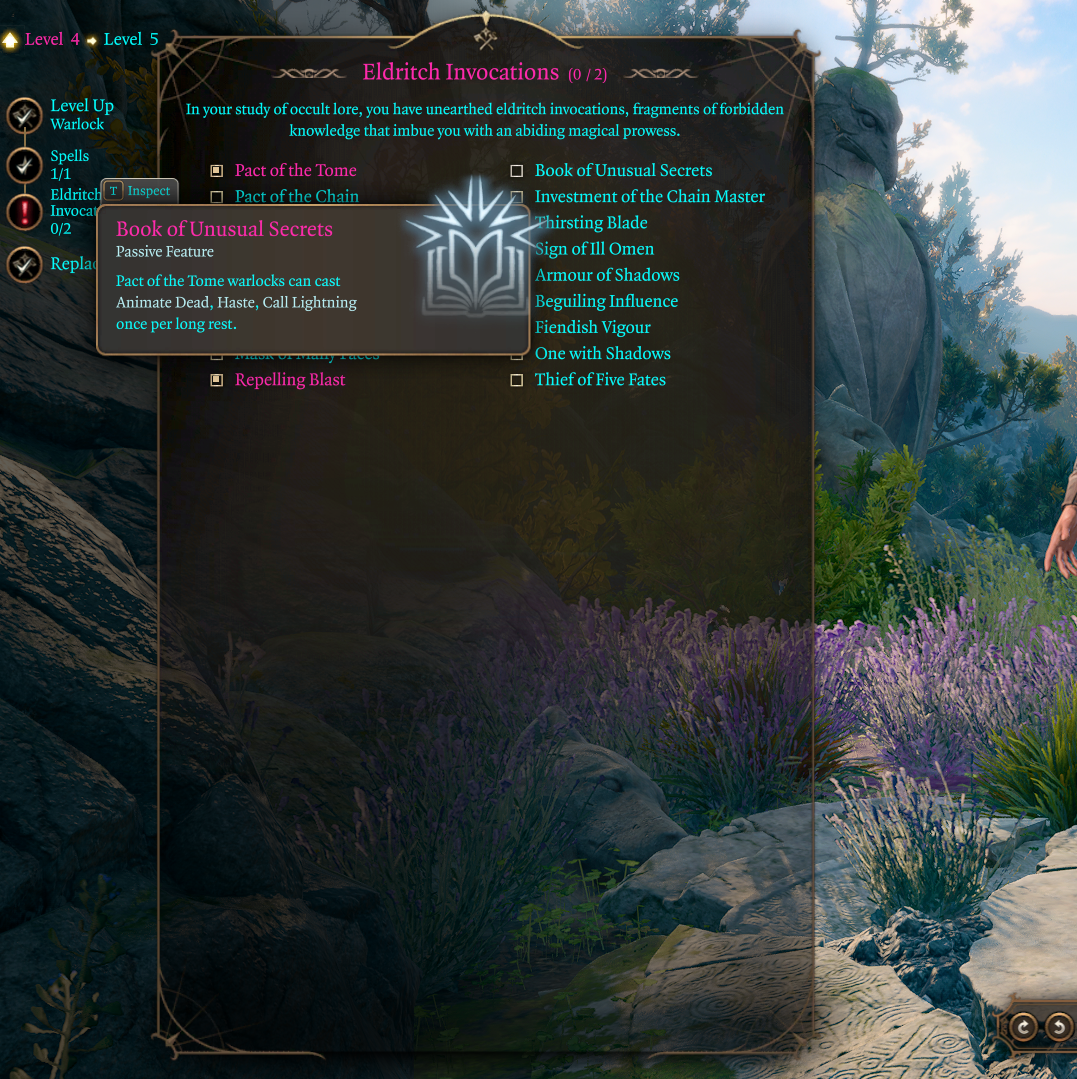 Level 4 Level 5
Eldritch Invocations (0 / 2)
In your study of occult lore, you have unearthed eldritch invocations, fragments of forbidden
knowledge that imbue you with an abiding magical prowess.
Level Up
Warlock
Spells
1/1
Eldritch
Invocat
0/2
Replac
T Inspect
Pact of the Tome
Pact of the Chain
Book of Unusual Secrets
Passive Feature
Pact of the Tome warlocks can cast
Animate Dead, Haste, Call Lightning
once per long rest.
Mask of Many Faces
Repelling Blast
Book of Unusual Secrets
Investment of the Chain Master
Thirsting Blade
Sign of Ill Omen
Armour of Shadows
Beguiling Influence
Fiendish Vigour
One with Shadows
Thief of Five Fates